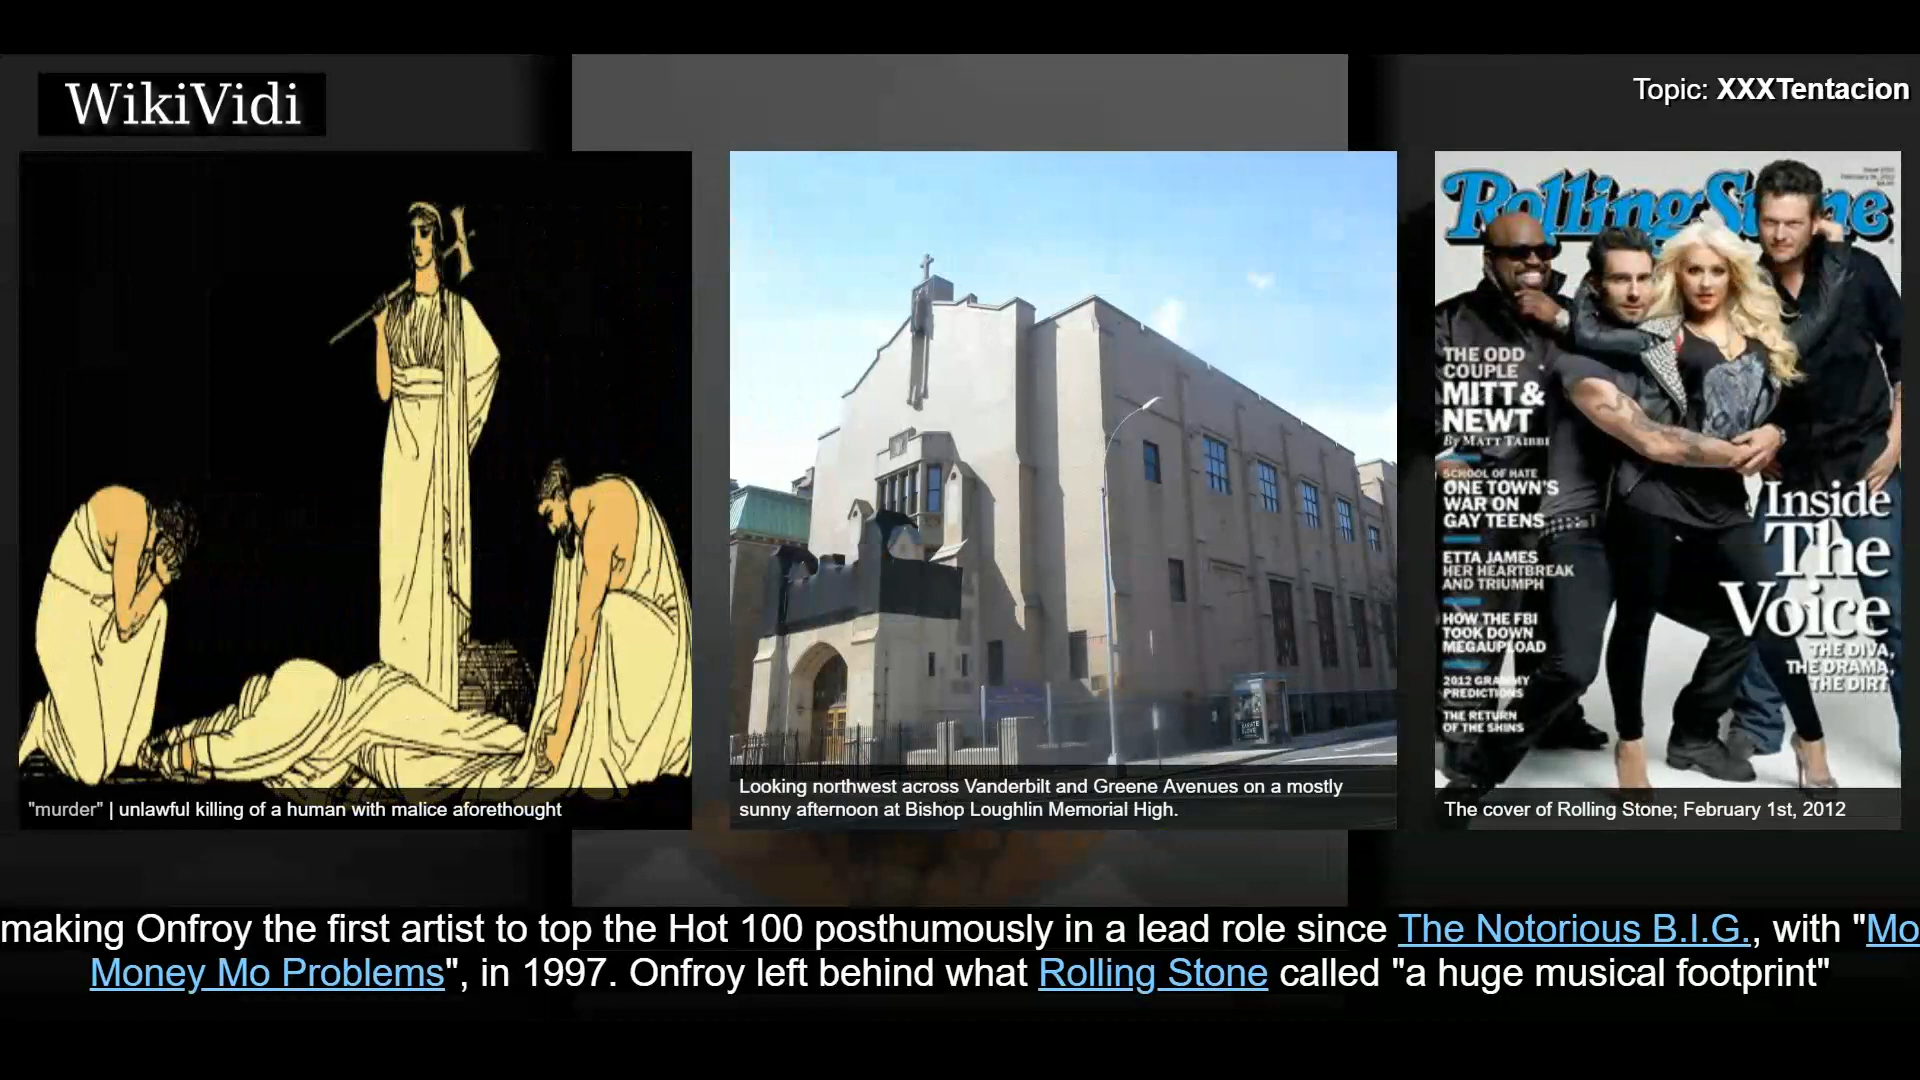 WikiVidi
Topic: XXXTentacion
"murder" | unlawful killing of a human with malice aforethought
Looking northwest across Vanderbilt and Greene Avenues on a mostly
sunny afternoon at Bishop Loughlin Memorial High.
Rolling Stone
THE ODD
COUPLE
MITT &
NEWT
By MATT TAIBBI
SCHOOL OF HATE
ONE TOWN'S
WAR ON
GAY TEENS
ETTA JAMES
HER HEARTBREAK
AND TRIUMPH
HOW THE FBI
TOOK DOWN
MEGAUPLOAD
2012 GRAMMY
PREDICTIONS
THE RETURN
OF THE SHINS
Inside
The
Voice
THE DIVA,
THE DRAMA,
THE DIRT
The cover of Rolling Stone; February 1st, 2012
making Onfroy the first artist to top the Hot 100 posthumously in a lead role since The Notorious B.I.G., with "Mo
Money Mo Problems", in 1997. Onfroy left behind what Rolling Stone called "a huge musical footprint"